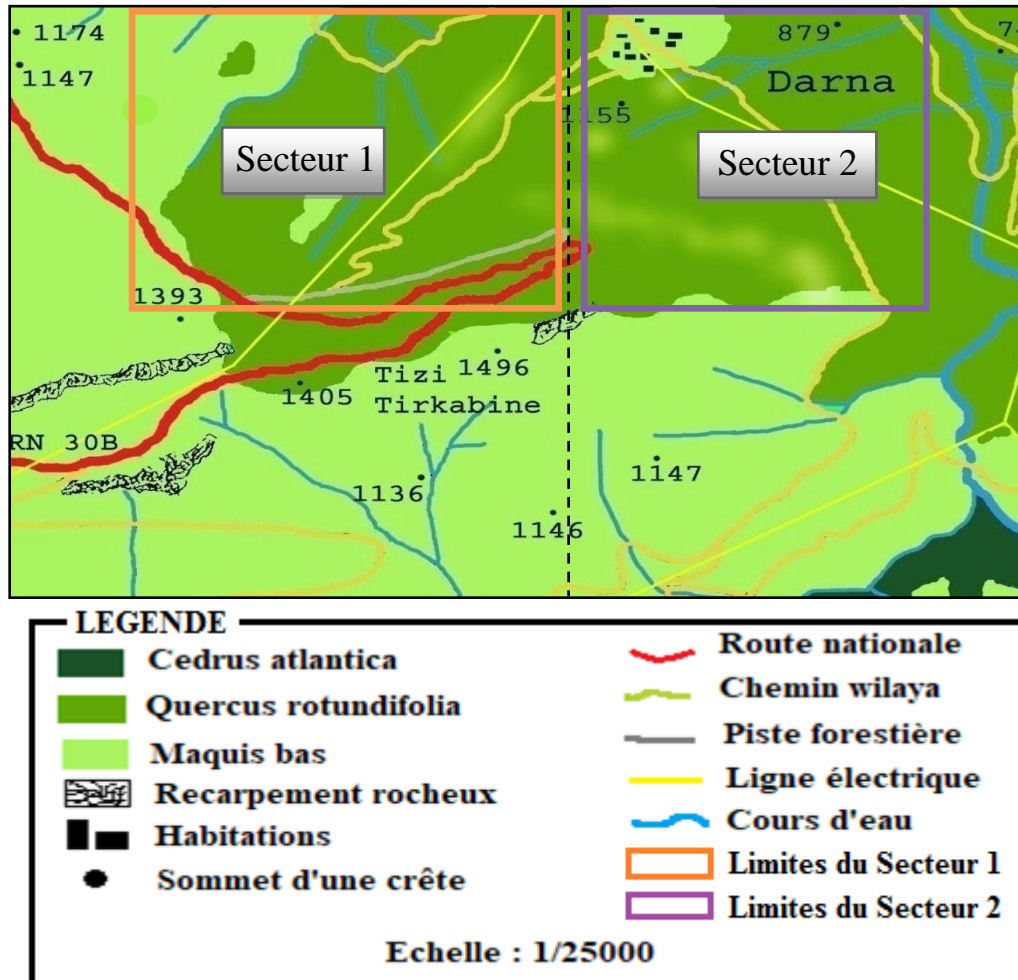 1174
1147
879
Darna
1155
Secteur 1
Secteur 2
1393
1496
Tizi
Tirkabine
1405
RN 30B
1136
1147
1146
LEGENDE
Cedrus atlantica
Quercus rotundifolia
Maquis bas
Recarpement rocheux
Habitations
Sommet d'une crête
Route nationale
Chemin wilaya
Piste forestière
Ligne électrique
Cours d'eau
Limites du Secteur 1
Limites du Secteur 2
Echelle : 1/25000